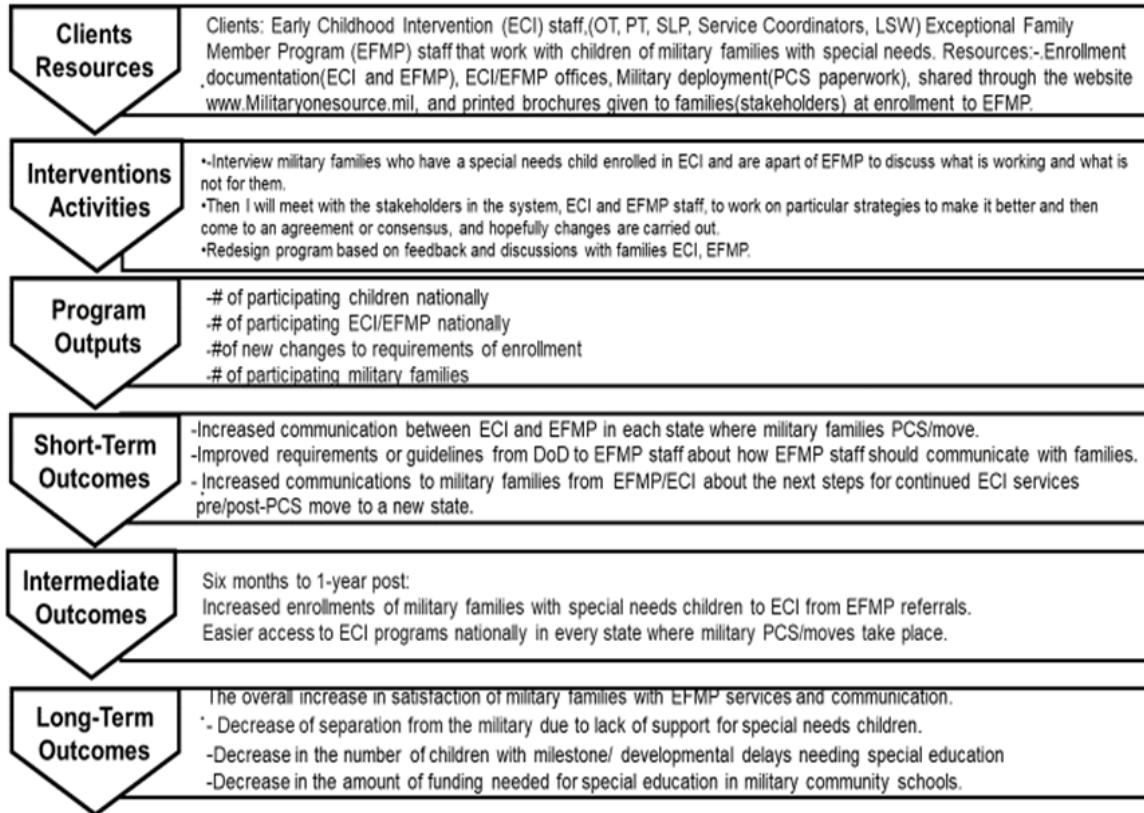 Clients
Resources
Clients: Early Childhood Intervention (ECI) staff,(OT, PT, SLP, Service Coordinators, LSW) Exceptional Family
Member Program (EFMP) staff that work with children of military families with special needs. Resources:-.Enrollment
.documentation(ECI and EFMP), ECI/EFMP offices, Military deployment(PCS paperwork), shared through the website
www.Militaryonesource.mil, and printed brochures given to families(stakeholders) at enrollment to EFMP.
Interventions
Activities
•-Interview military families who have a special needs child enrolled in ECI and are apart of EFMP to discuss what is working and what is
not for them.
•Then I will meet with the stakeholders in the system, ECI and EFMP staff, to work on particular strategies to make it better and then
come to an agreement or consensus, and hopefully changes are carried out.
•Redesign program based on feedback and discussions with families ECI, EFMP.
Program
Outputs
-# of participating children nationally
-# of participating ECI/EFMP nationally
-#of new changes to requirements of enrollment
-# of participating military families
Short-Term
Outcomes
-Increased communication between ECI and EFMP in each state where military families PCS/move.
-Improved requirements or guidelines from DoD to EFMP staff about how EFMP staff should communicate with families.
- Increased communications to military families from EFMP/ECI about the next steps for continued ECI services
pre/post-PCS move to a new state.
Intermediate
Outcomes
Six months to 1-year post:
Increased enrollments of military families with special needs children to ECI from EFMP referrals.
Easier access to ECI programs nationally in every state where military PCS/moves take place.
Long-Term
Outcomes
The overall increase in satisfaction of military families with EFMP services and communication.
- Decrease of separation from the military due to lack of support for special needs children.
-Decrease in the number of children with milestone/ developmental delays needing special education
-Decrease in the amount of funding needed for special education in military community schools.